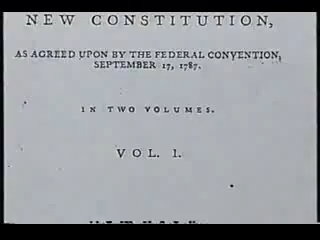 NEW CONSTITUTION,
AS AGREED UPON BY THE FEDERAL CONVENTION,
SEPTEMBER 17, 1787.
IN TWO VOLUMES.
VOL. I.